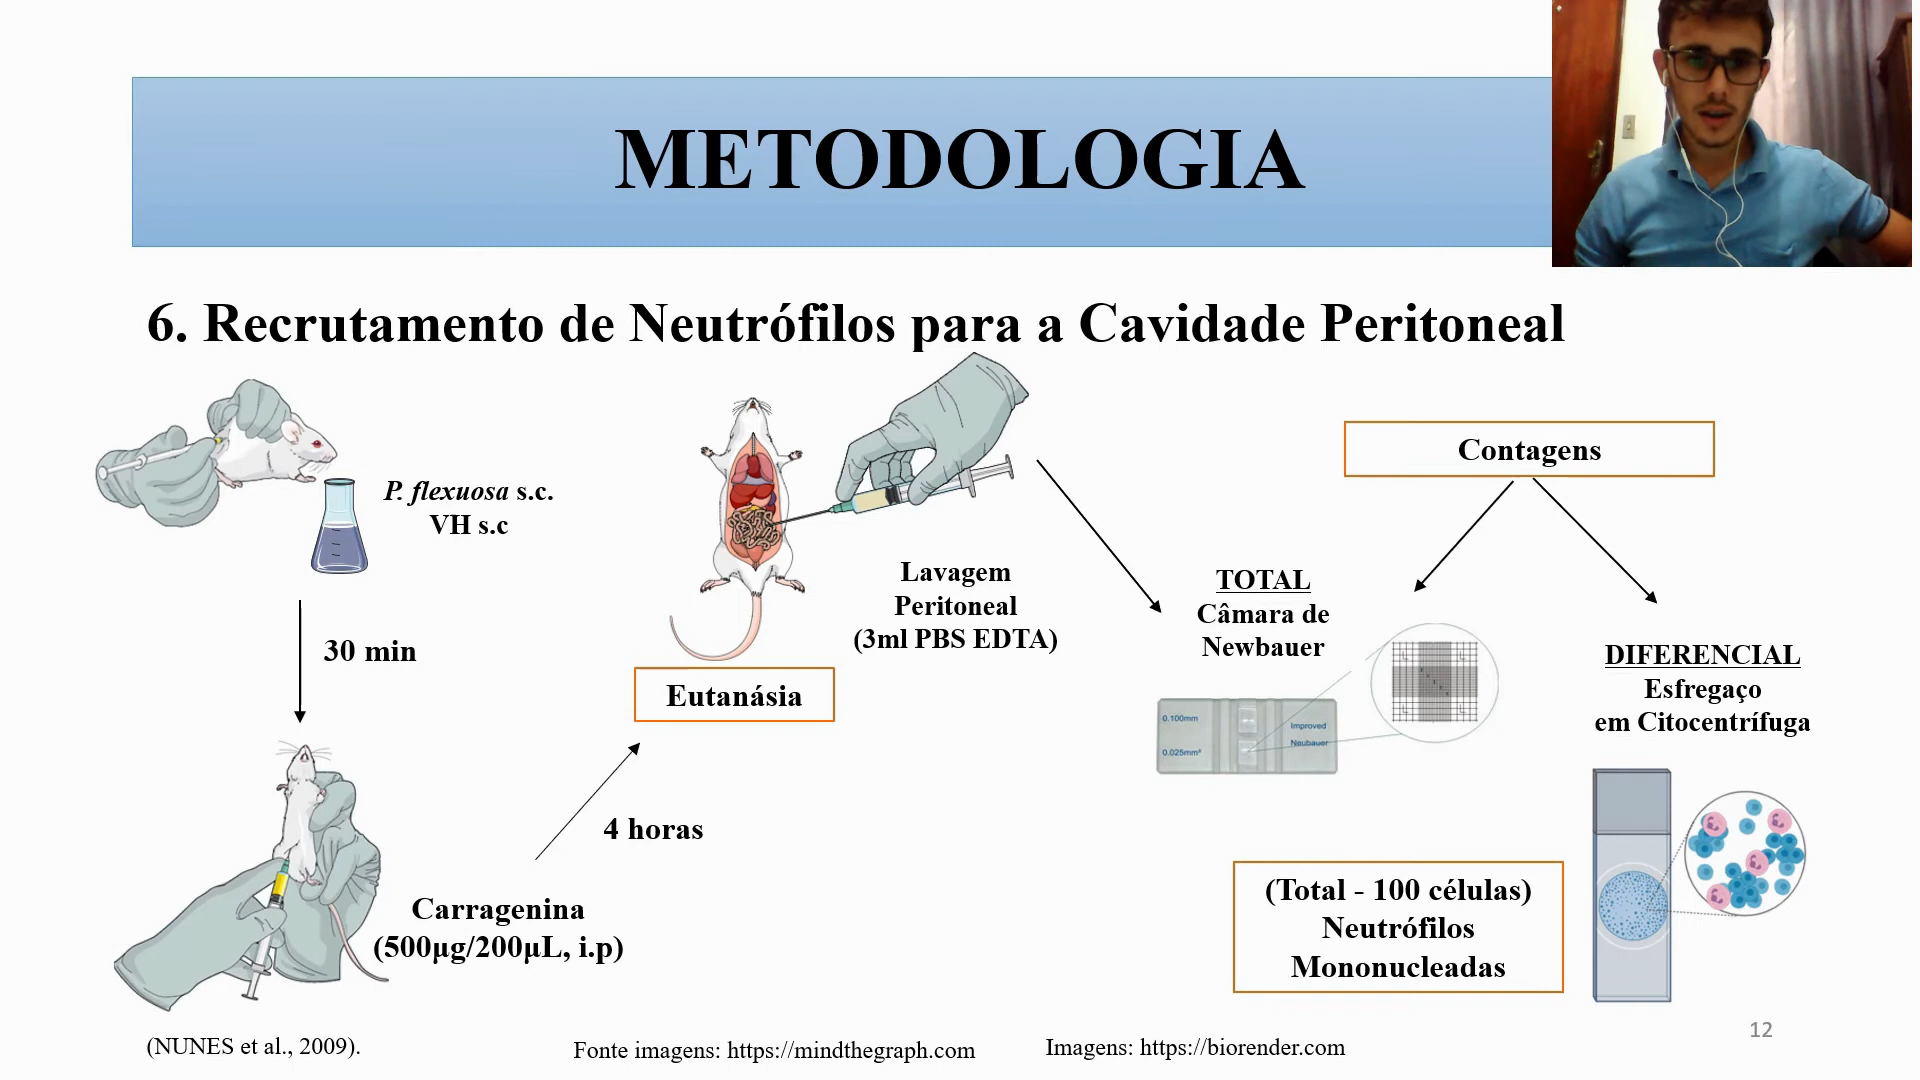 METODOLOGIA
6. Recrutamento de Neutrófilos para a Cavidade Peritoneal
P. flexuosa s.c.
VH s.c
30 min
Carragenina
(500µg/200µL, i.p)
4 horas
Eutanásia
Lavagem
Peritoneal
(3ml PBS EDTA)
Contagens
TOTAL
Câmara de
Newbauer
0.100mm
0.025mm²
Improved
Neubauer
DIFERENCIAL
Esfregaço
em Citocentrífuga
(Total - 100 células)
Neutrófilos
Mononucleadas
(NUNES et al., 2009).
Fonte imagens: https://mindthegraph.com
Imagens: https://biorender.com
12